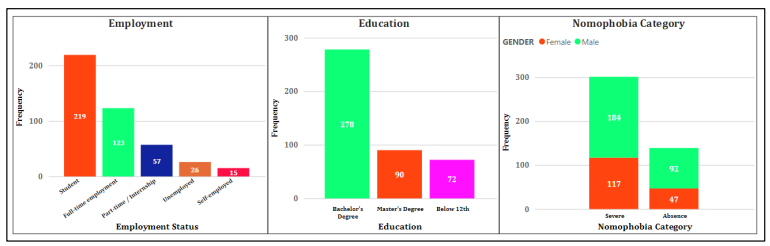 Employment
Frequency
200
100
0
219
123
57
26
15
Student
Full-time employment
Part-time / Internship
Unemployed
Self-employed
Employment Status
Education
Frequency
300
200
100
0
278
90
72
Bachelor's
Degree
Master's Degree
Below 12th
Education
Nomophobia Category
GENDER Female Male
Frequency
300
200
100
0
184
117
92
47
Severe
Absence
Nomophobia Category